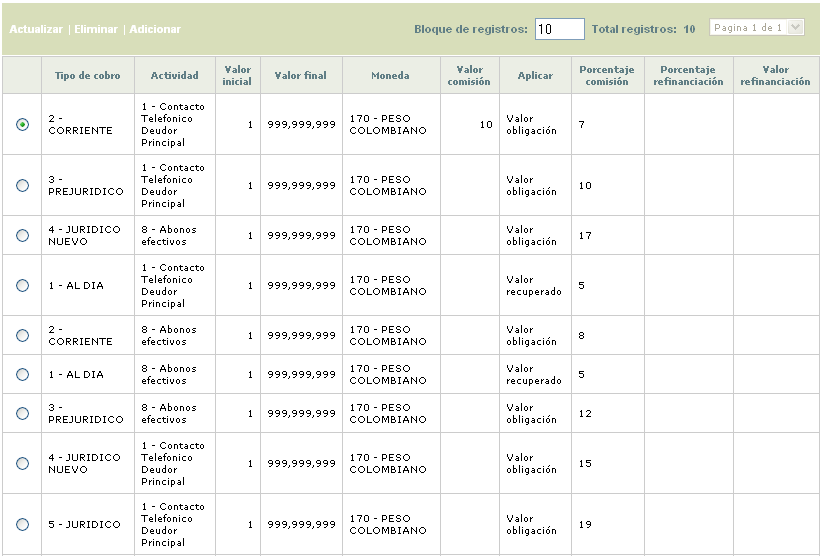 Actualizar | Eliminar | Adicionar Bloque de registros: 10 Total registros: 10 Pagina 1 de 1
Tipo de cobro Actividad Valor inicial Valor final Moneda Valor comisión Aplicar Porcentaje comisión Porcentaje refinanciación Valor refinanciación
2 - CORRIENTE 1 - Contacto Telefonico Deudor Principal 1 999,999,999 170 - PESO COLOMBIANO 10 Valor obligación 7
3 - PREJURIDICO 1 - Contacto Telefonico Deudor Principal 1 999,999,999 170 - PESO COLOMBIANO Valor obligación 10
4 - JURIDICO NUEVO 8 - Abonos efectivos 1 999,999,999 170 - PESO COLOMBIANO Valor obligación 17
1 - AL DIA 1 - Contacto Telefonico Deudor Principal 1 999,999,999 170 - PESO COLOMBIANO Valor recuperado 5
2 - CORRIENTE 8 - Abonos efectivos 1 999,999,999 170 - PESO COLOMBIANO Valor obligación 8
1 - AL DIA 8 - Abonos efectivos 1 999,999,999 170 - PESO COLOMBIANO Valor recuperado 5
3 - PREJURIDICO 8 - Abonos efectivos 1 999,999,999 170 - PESO COLOMBIANO Valor obligación 12
4 - JURIDICO NUEVO 1 - Contacto Telefonico Deudor Principal 1 999,999,999 170 - PESO COLOMBIANO Valor obligación 15
5 - JURIDICO 1 - Contacto Telefonico Deudor Principal 1 999,999,999 170 - PESO COLOMBIANO Valor obligación 19